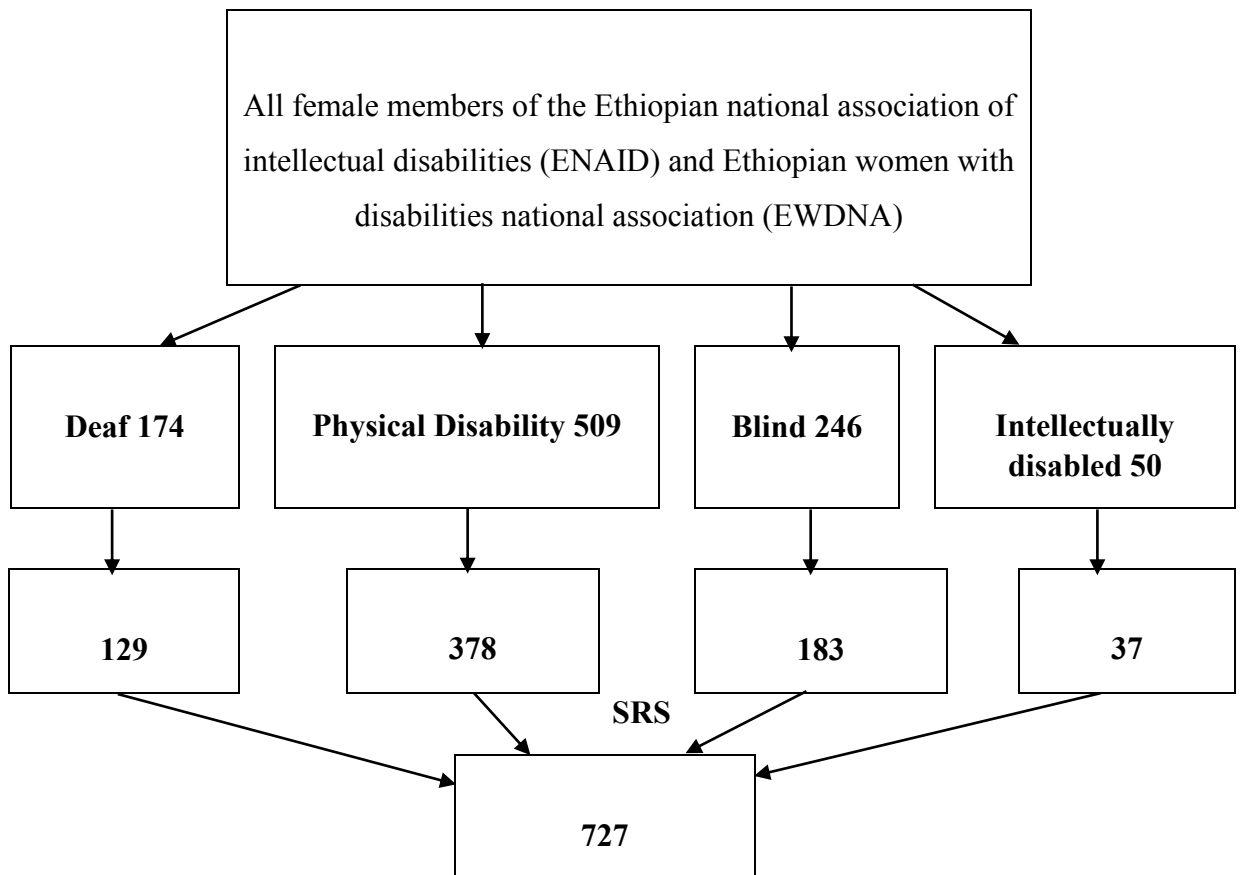 All female members of the Ethiopian national association of
intellectual disabilities (ENAID) and Ethiopian women with
disabilities national association (EWDNA)
Deaf 174
Physical Disability 509
Blind 246
Intellectually
disabled 50
129
378
183
37
SRS
727